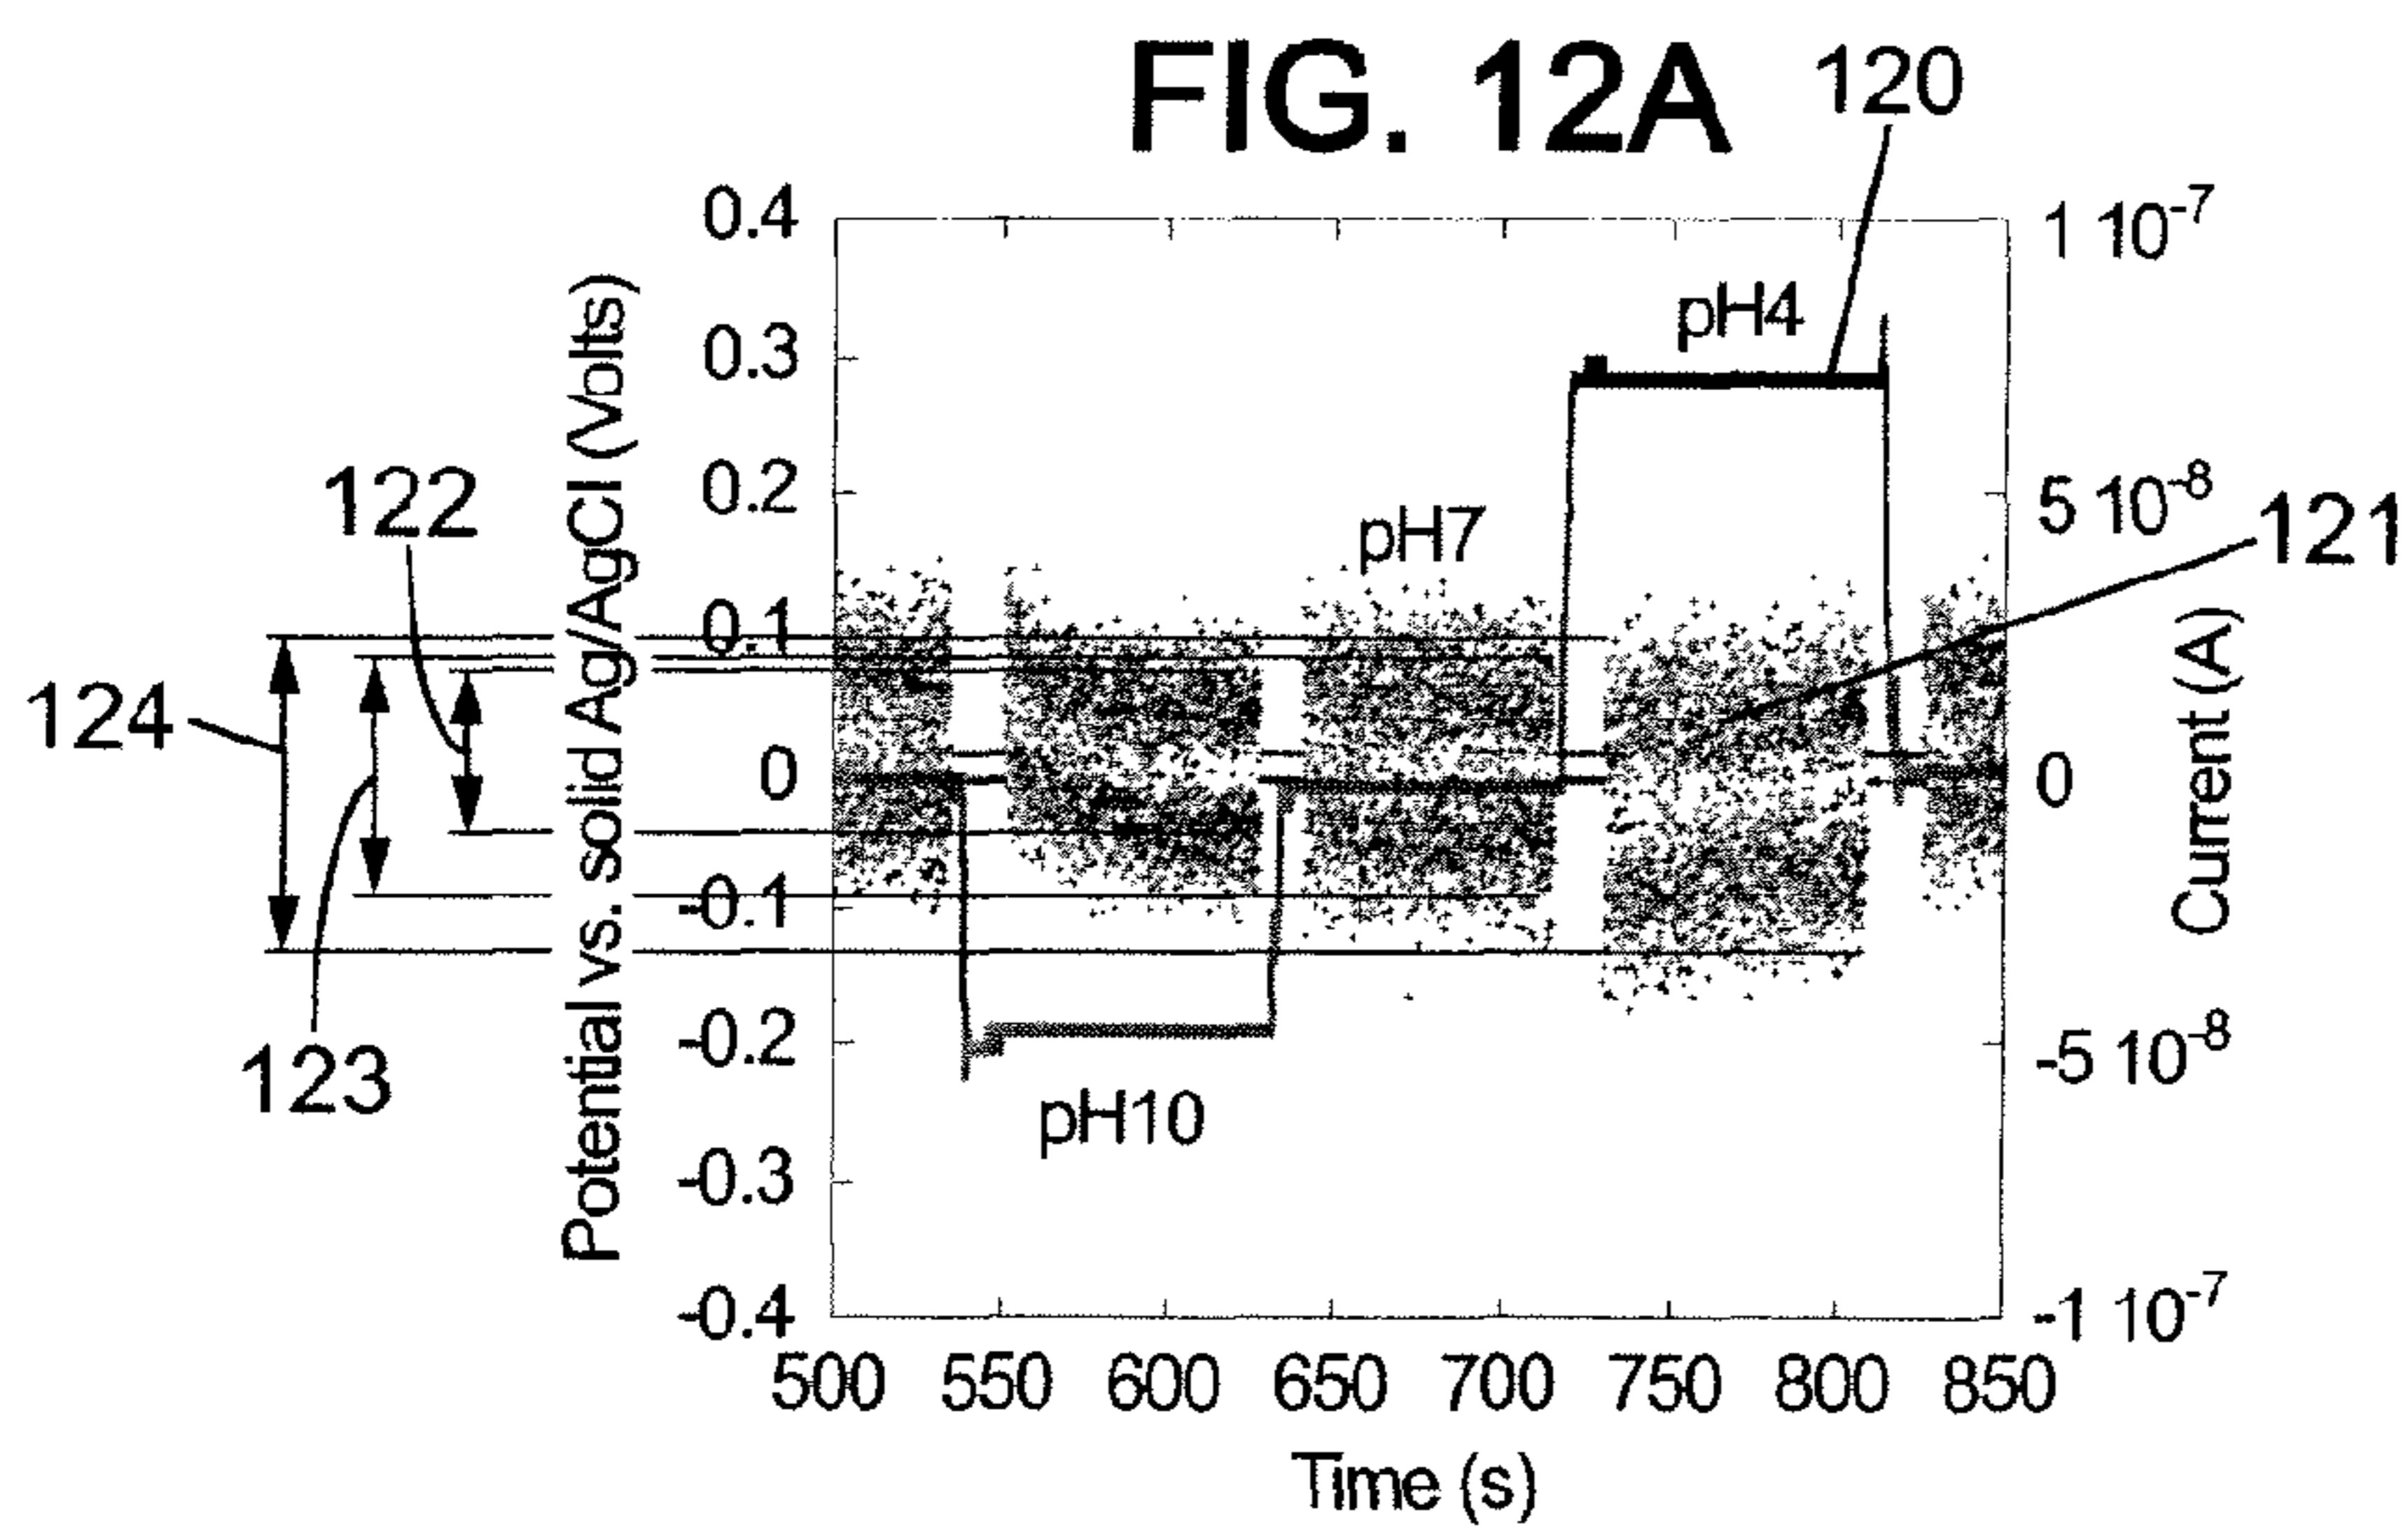 FIG. 12A
120
0.4
0.3
0.2
0.1
0
-0.1
-0.2
-0.3
-0.4
Potential vs. solid Ag/AgCl (Volts)
122
124
123
pH4
pH7
pH10
121
1 10-7
5 10-8
0
-5 10-8
-1 10-7
Current (A)
500 550 600 650 700 750 800 850
Time (s)